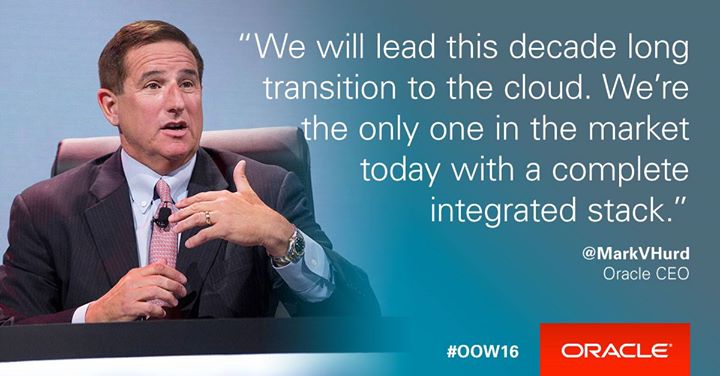 “We will lead this decade long
transition to the cloud. We’re
the only one in the market
today with a complete
integrated stack.”
@MarkVHurd
Oracle CEO
#OOW16
ORACLE®